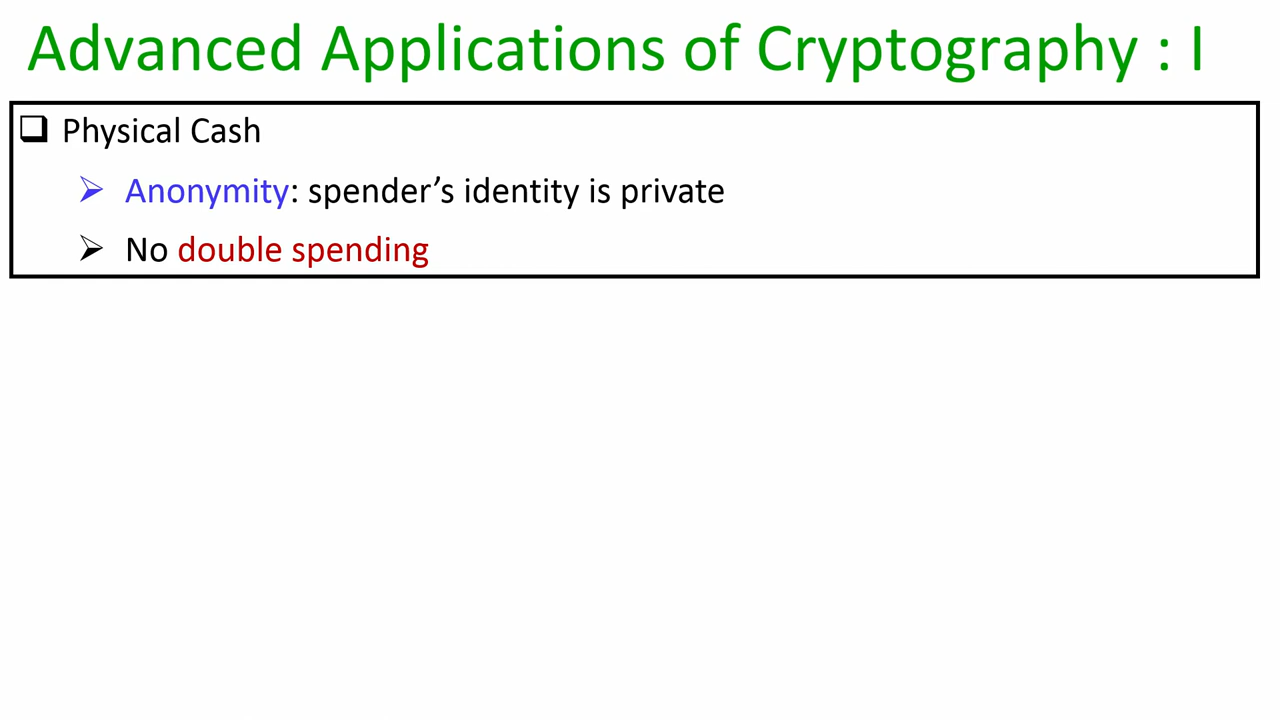 Advanced Applications of Cryptography : I
❑ Physical Cash
➢ Anonymity: spender’s identity is private
➢ No double spending